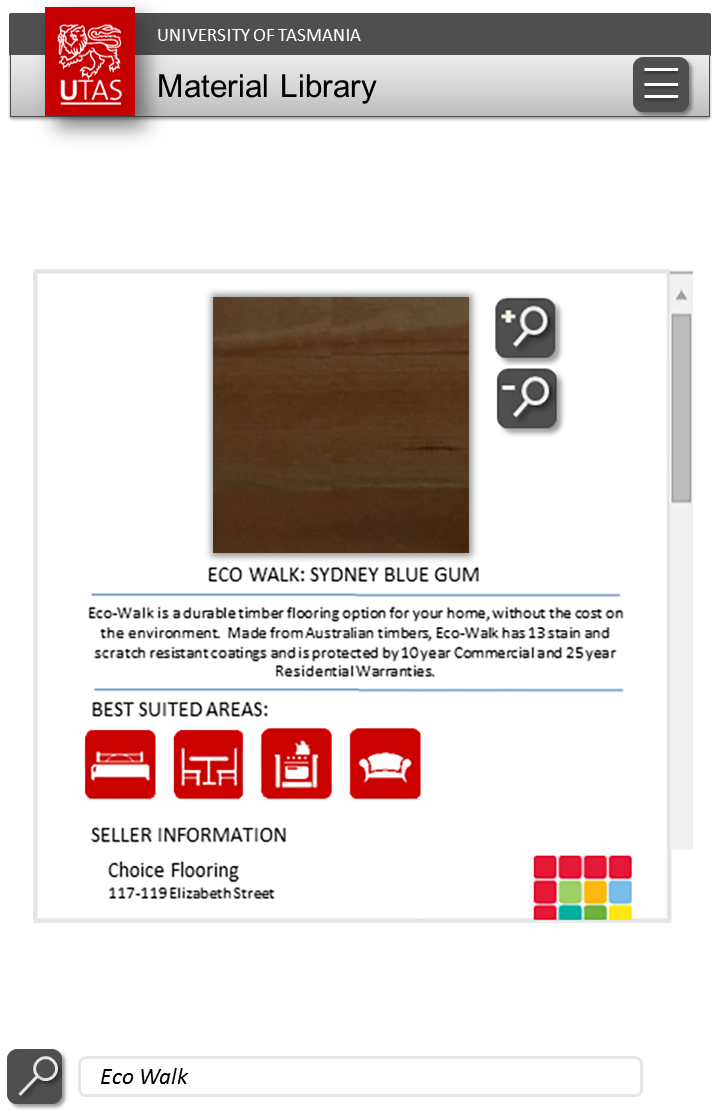 UNIVERSITY OF TASMANIA
UTAS
Material Library
ECO WALK: SYDNEY BLUE GUM
Eco-Walk is a durable timber flooring option for your home, without the cost on
the environment. Made from Australian timbers, Eco-Walk has 13 stain and
scratch resistant coatings and is protected by 10 year Commercial and 25 year
Residential Warranties.
BEST SUITED AREAS:
SELLER INFORMATION
Choice Flooring
117-119 Elizabeth Street
Eco Walk